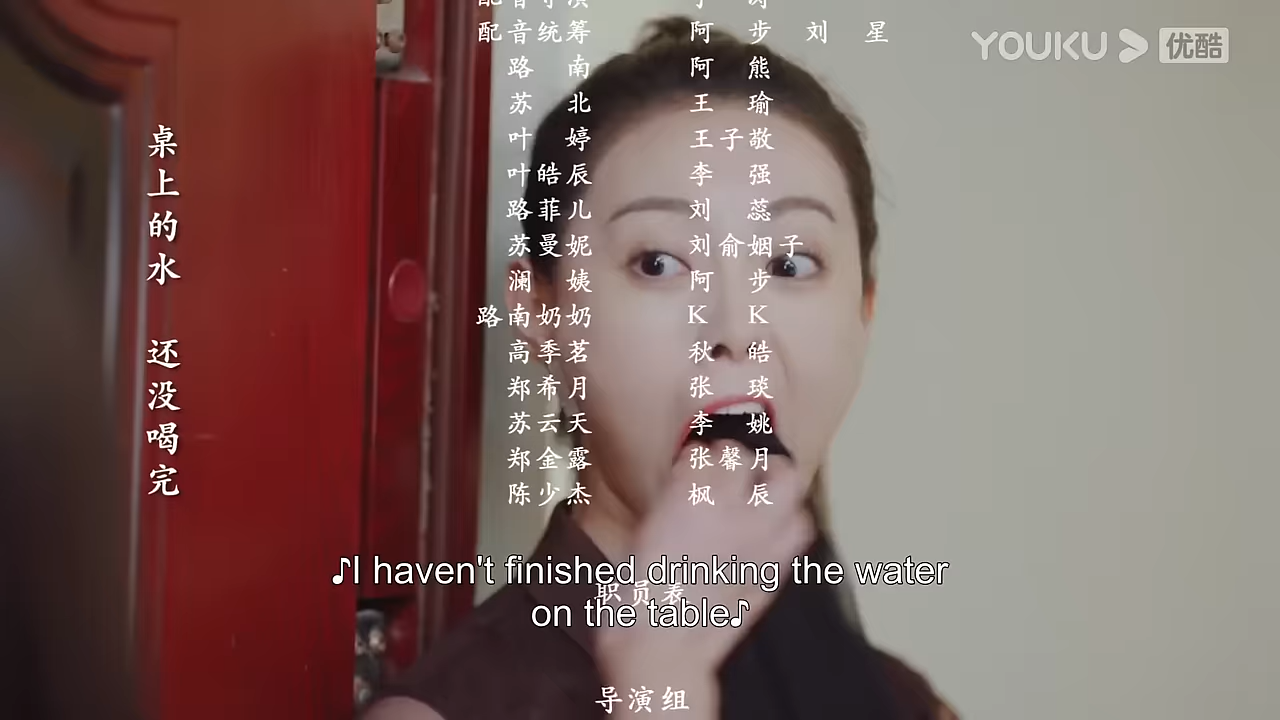 配音统筹 阿步 刘星
YOUKU 优酷
路南 阿熊
苏北 王瑜
叶婷 王子敬
叶皓辰 李强
路菲儿 刘蕊
苏曼妮 刘俞姻子
澜姨 阿步
路南奶奶 KK
高季茗 秋皓
郑希月 张琰
苏云天 李姚
郑金露 张馨月
陈少杰 枫辰
桌上的水 还没喝完
♪I haven't finished drinking the water
职员表
on the table♪
导演组